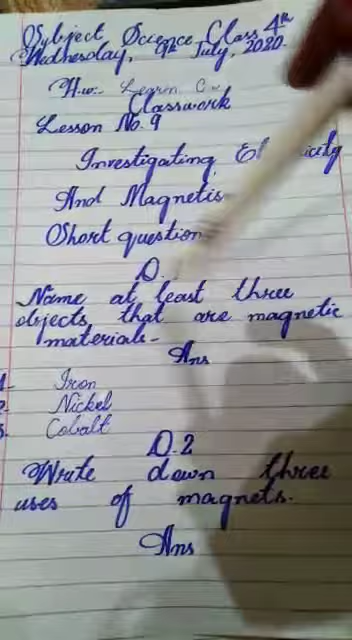 Subject Science Class 4th
Wednesday, 9th July, 2020.
H.w:- Learn C.w
Classwork
Lesson No. 9
Investigating
And Magnetis
Short question
Q.
Name at least three
objects that are magnetic
materials-
Ans
1 Iron
2 Nickel
3 Cobalt
Q.2
Write down three
uses of magnets.
Ans